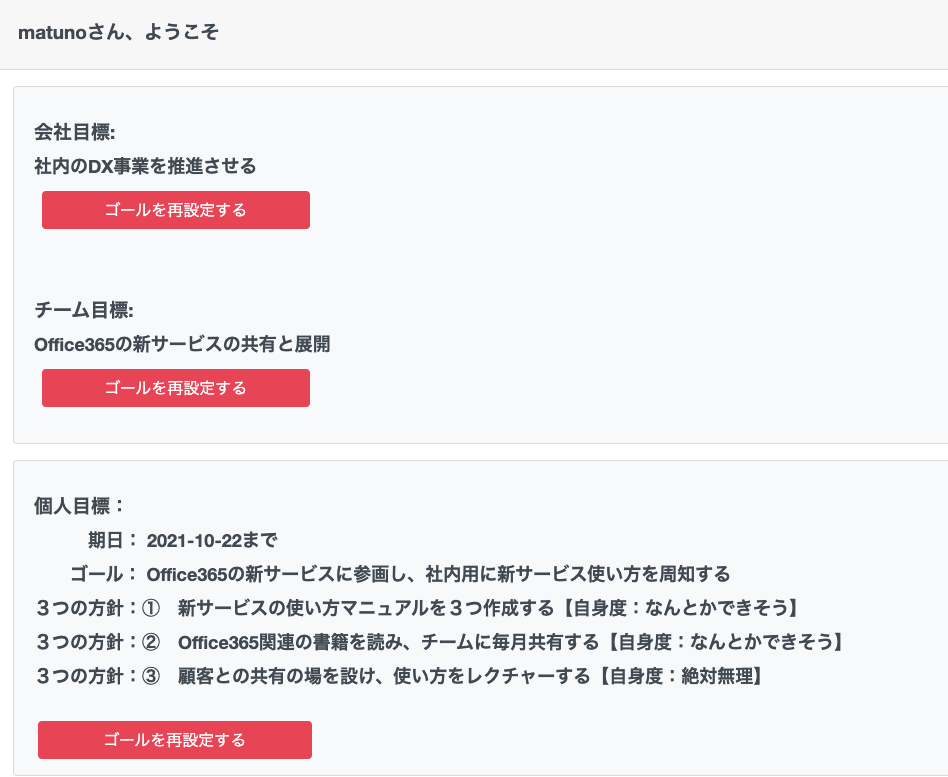 matunoさん、ようこそ
会社目標:
社内のDX事業を推進させる
ゴールを再設定する
チーム目標:
Office365の新サービスの共有と展開
ゴールを再設定する
個人目標：
期日： 2021-10-22まで
ゴール： Office365の新サービスに参画し、社内用に新サービス使い方を周知する
３つの方針：①　新サービスの使い方マニュアルを３つ作成する【自身度：なんとかできそう】
３つの方針：②　Office365関連の書籍を読み、チームに毎月共有する【自身度：なんとかできそう】
３つの方針：③　顧客との共有の場を設け、使い方をレクチャーする【自身度：絶対無理】
ゴールを再設定する